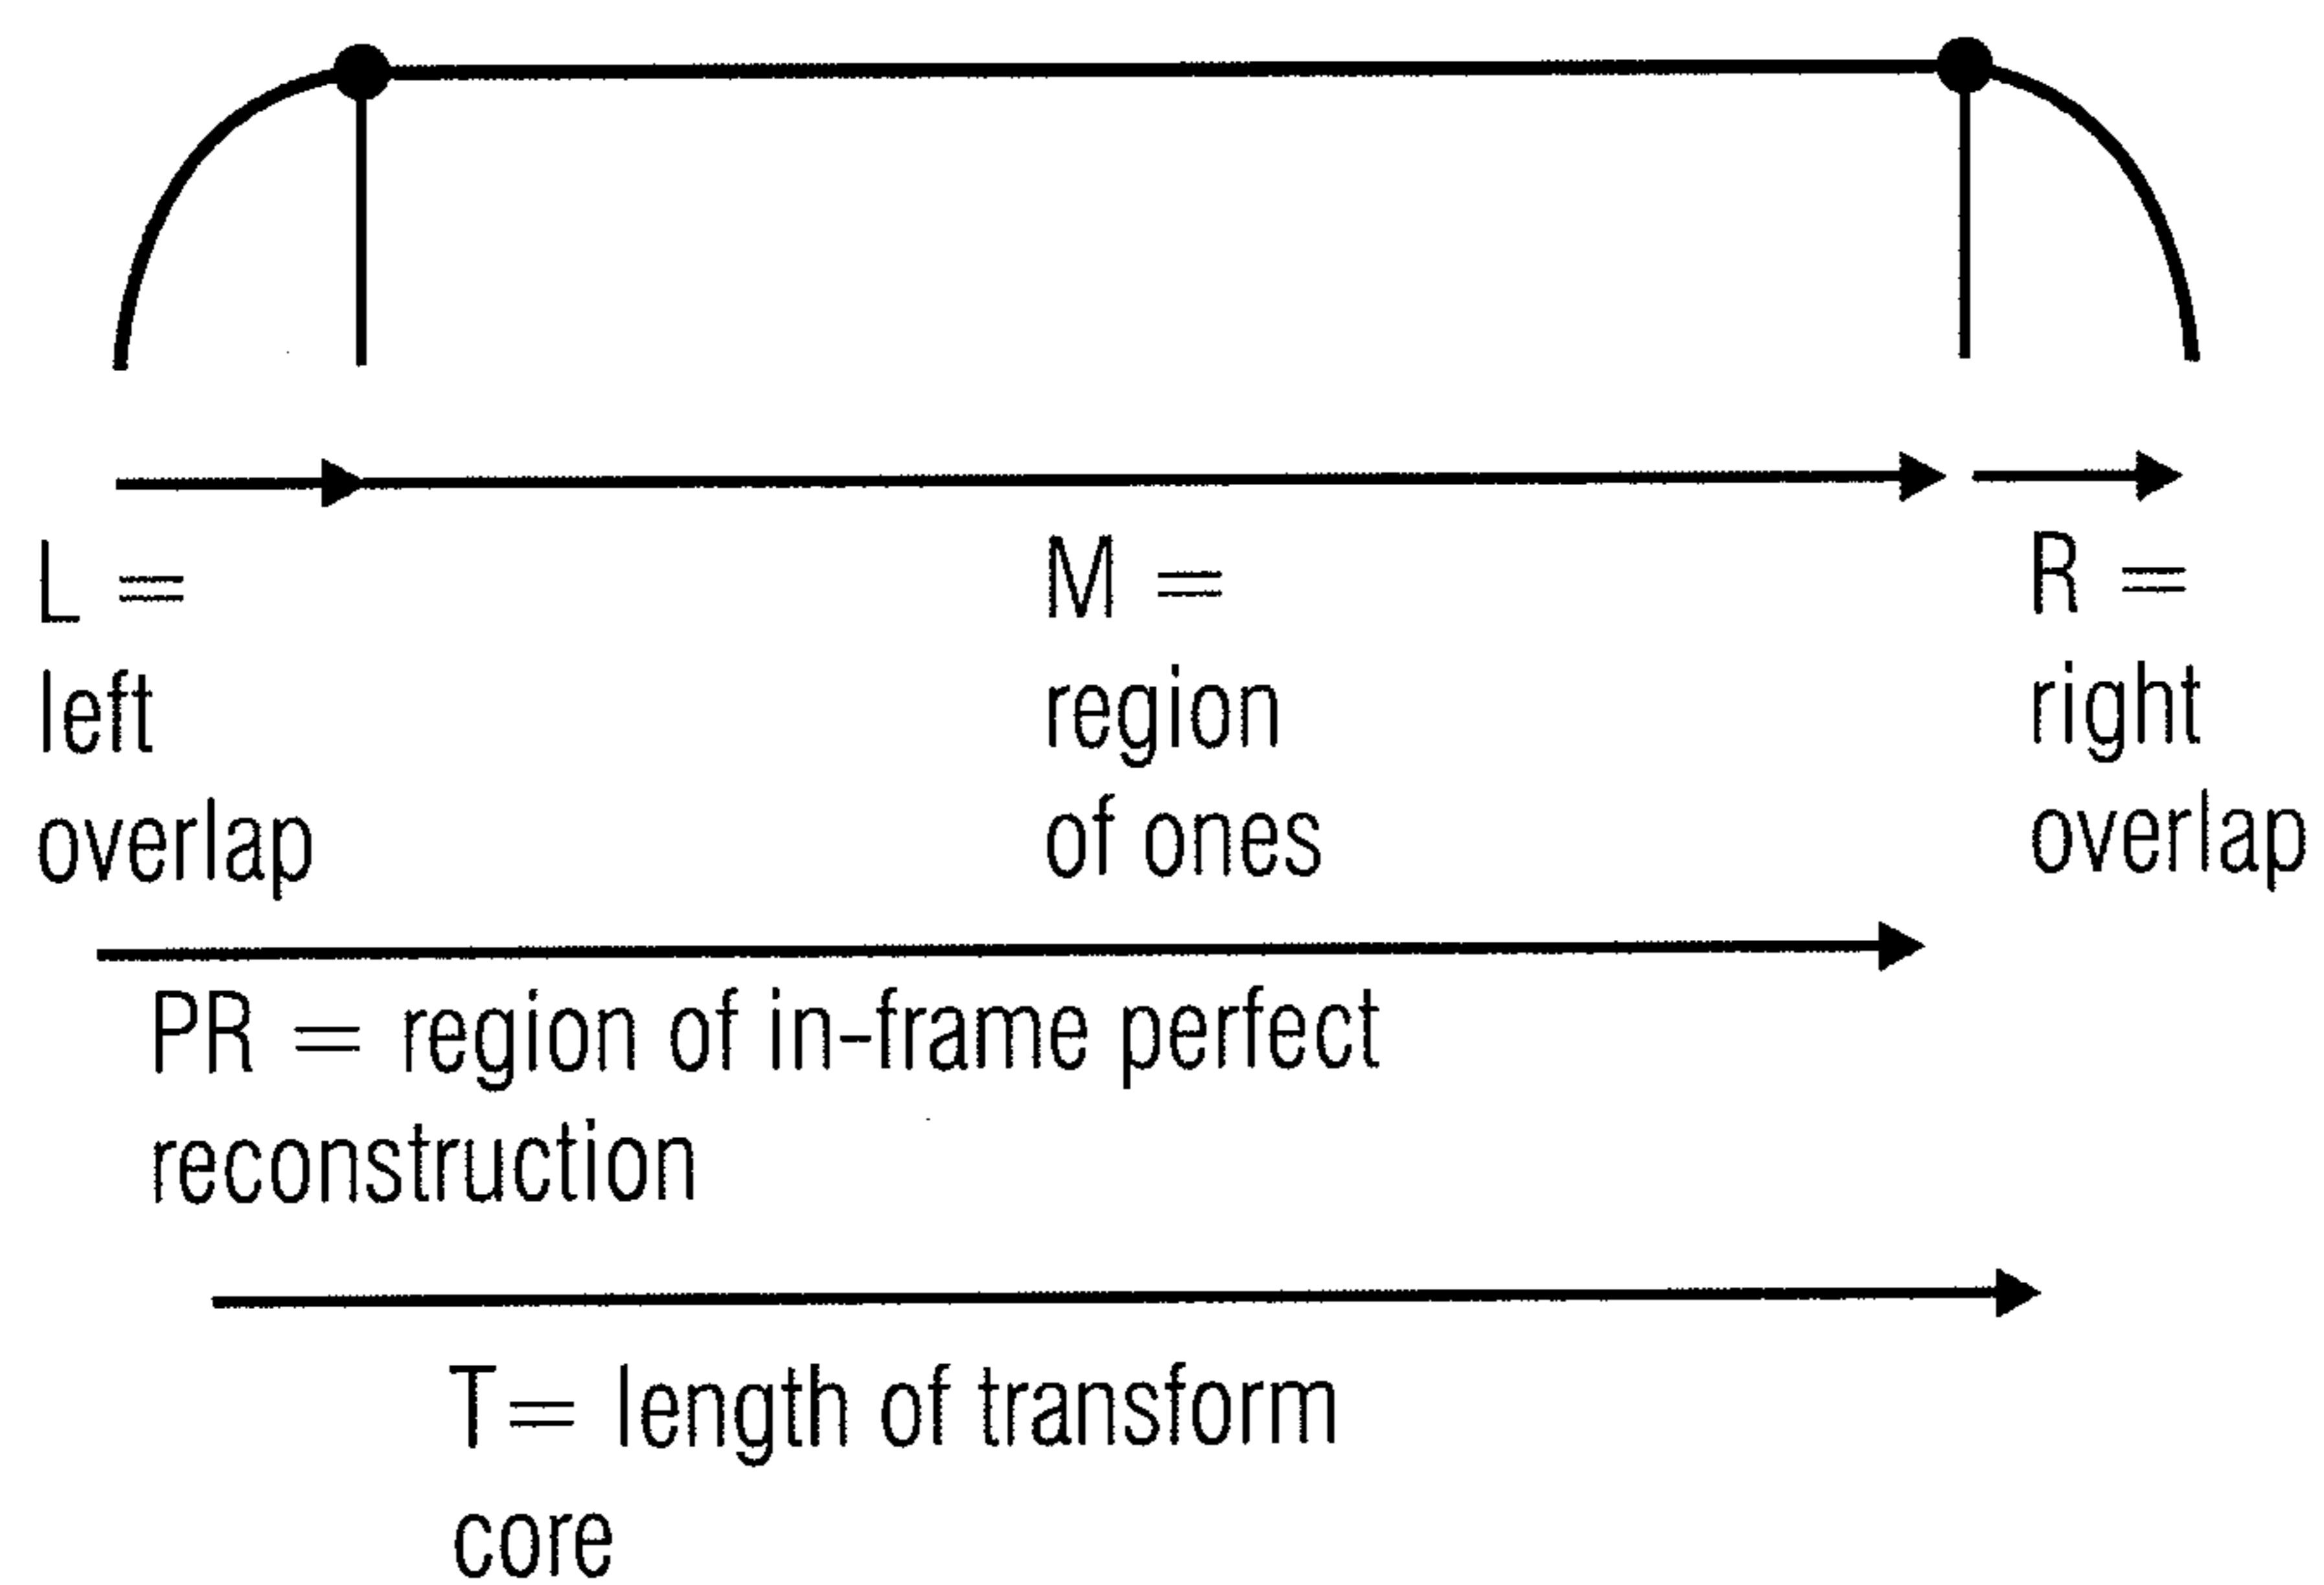 L =
left
overlap
M =
region
of ones
R =
right
overlap
PR = region of in-frame perfect
reconstruction
T= length of transform
core